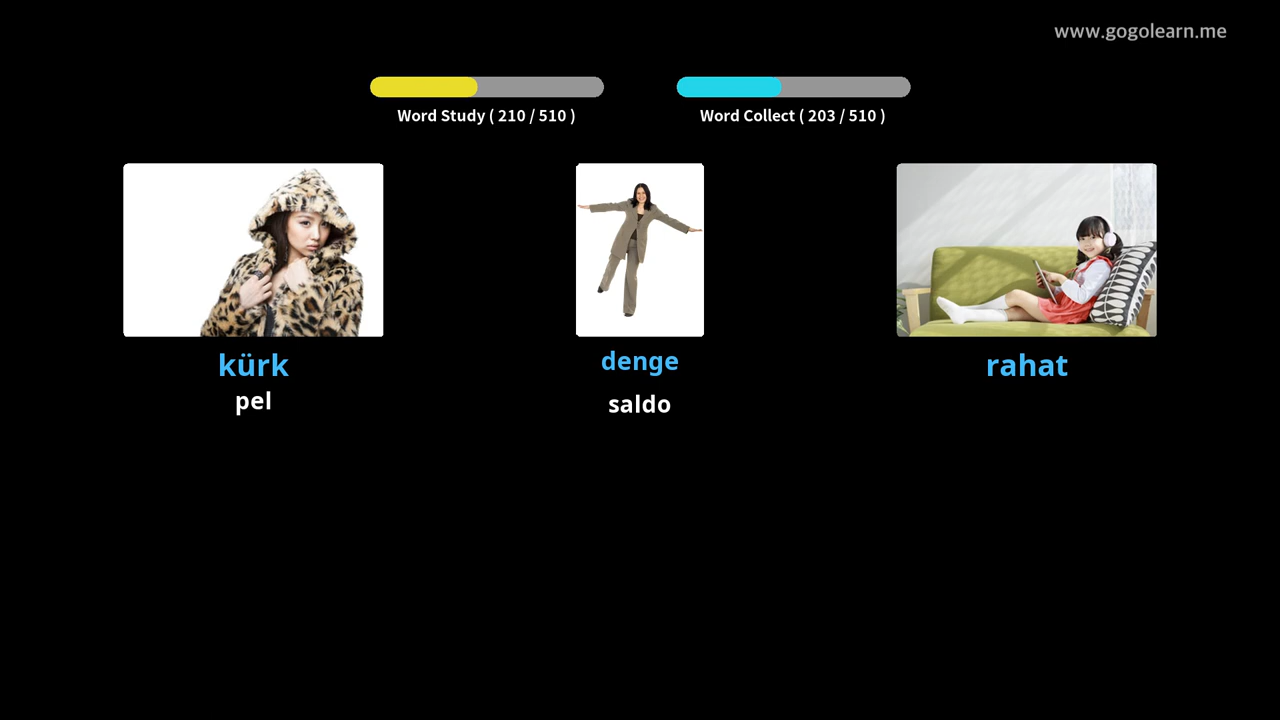 www.gogolearn.me
Word Study ( 210 / 510 )
Word Collect ( 203 / 510 )
kürk
pel
denge
saldo
rahat